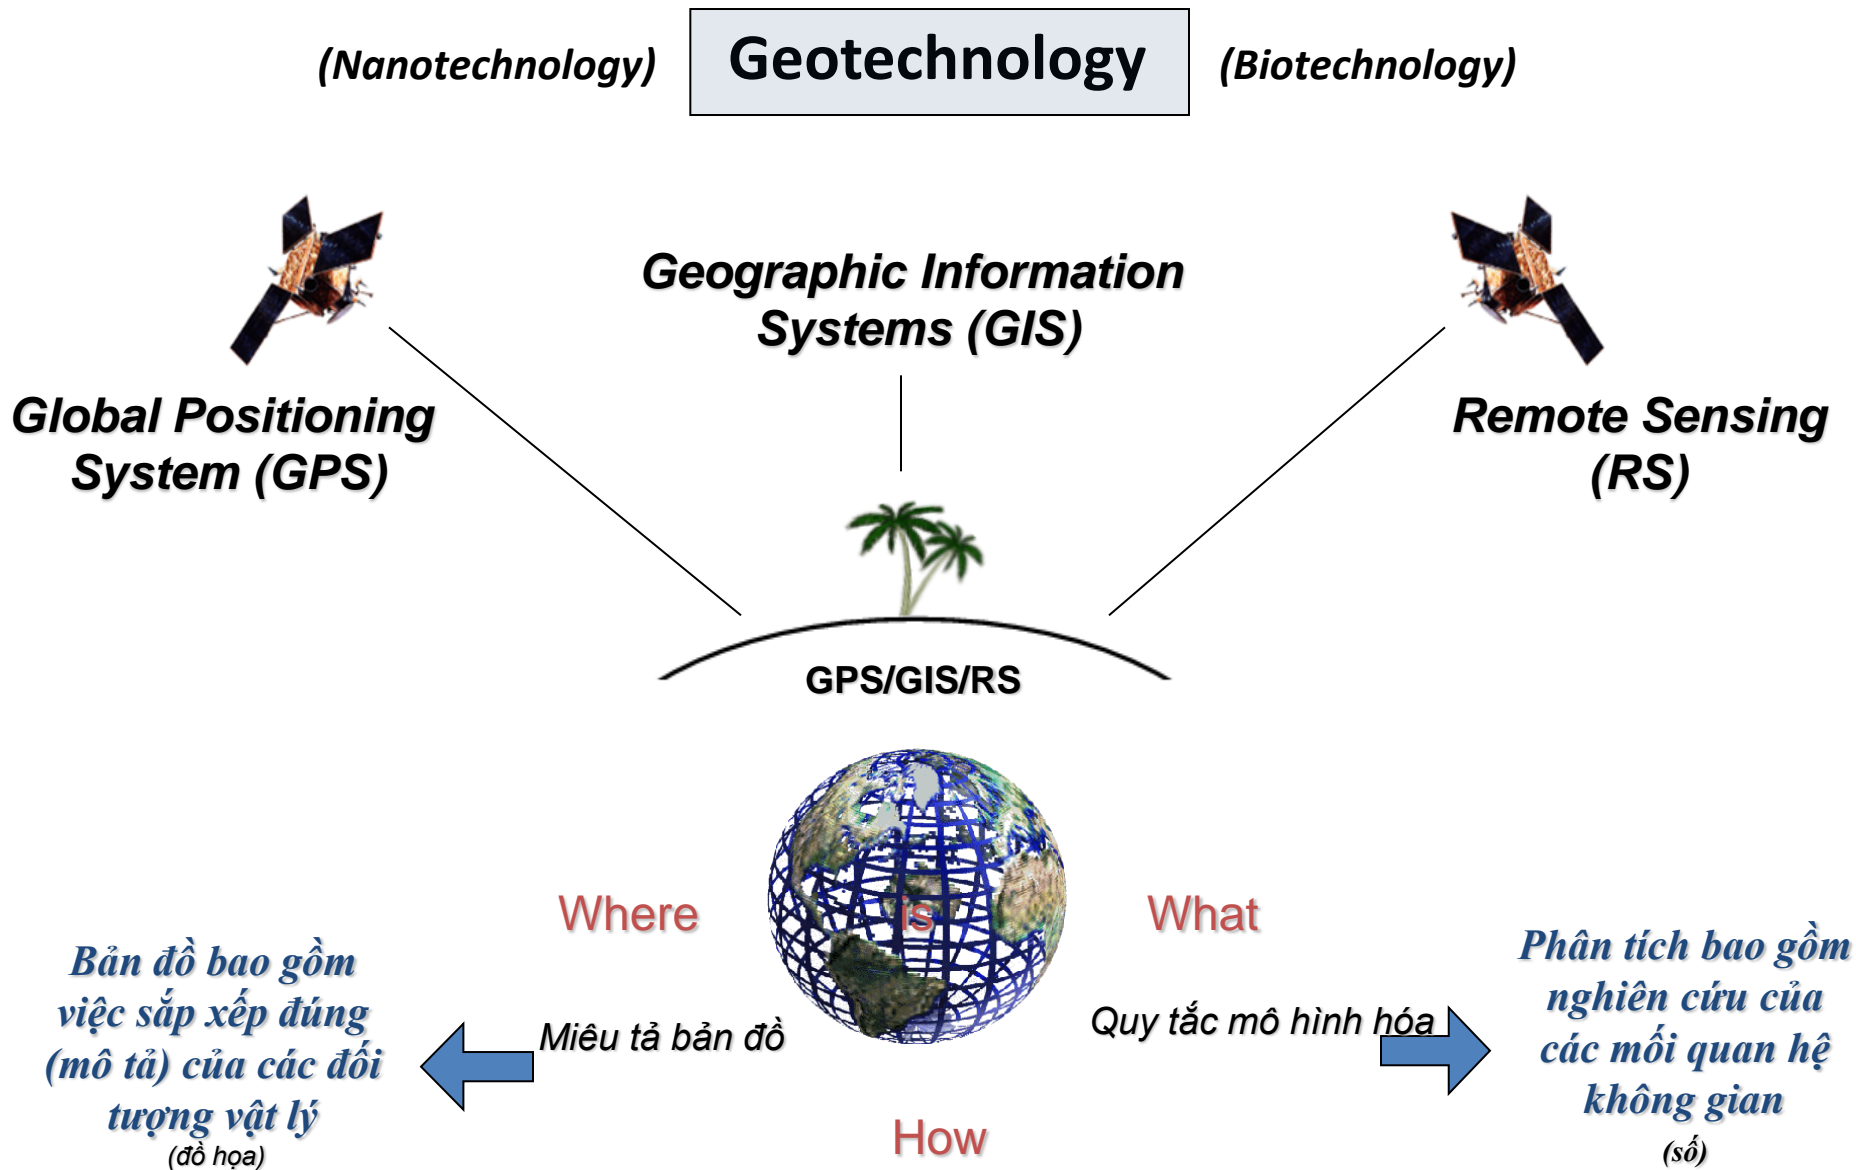 (Nanotechnology)
Geotechnology
(Biotechnology)
Geographic Information
Systems (GIS)
Global Positioning
System (GPS)
Remote Sensing
(RS)
GPS/GIS/RS
Where
is
What
Bản đồ bao gồm
việc sắp xếp đúng
(mô tả) của các đối
tượng vật lý
(đồ họa)
Miêu tả bản đồ
Quy tắc mô hình hóa
Phân tích bao gồm
nghiên cứu của
các mối quan hệ
không gian
(số)
How